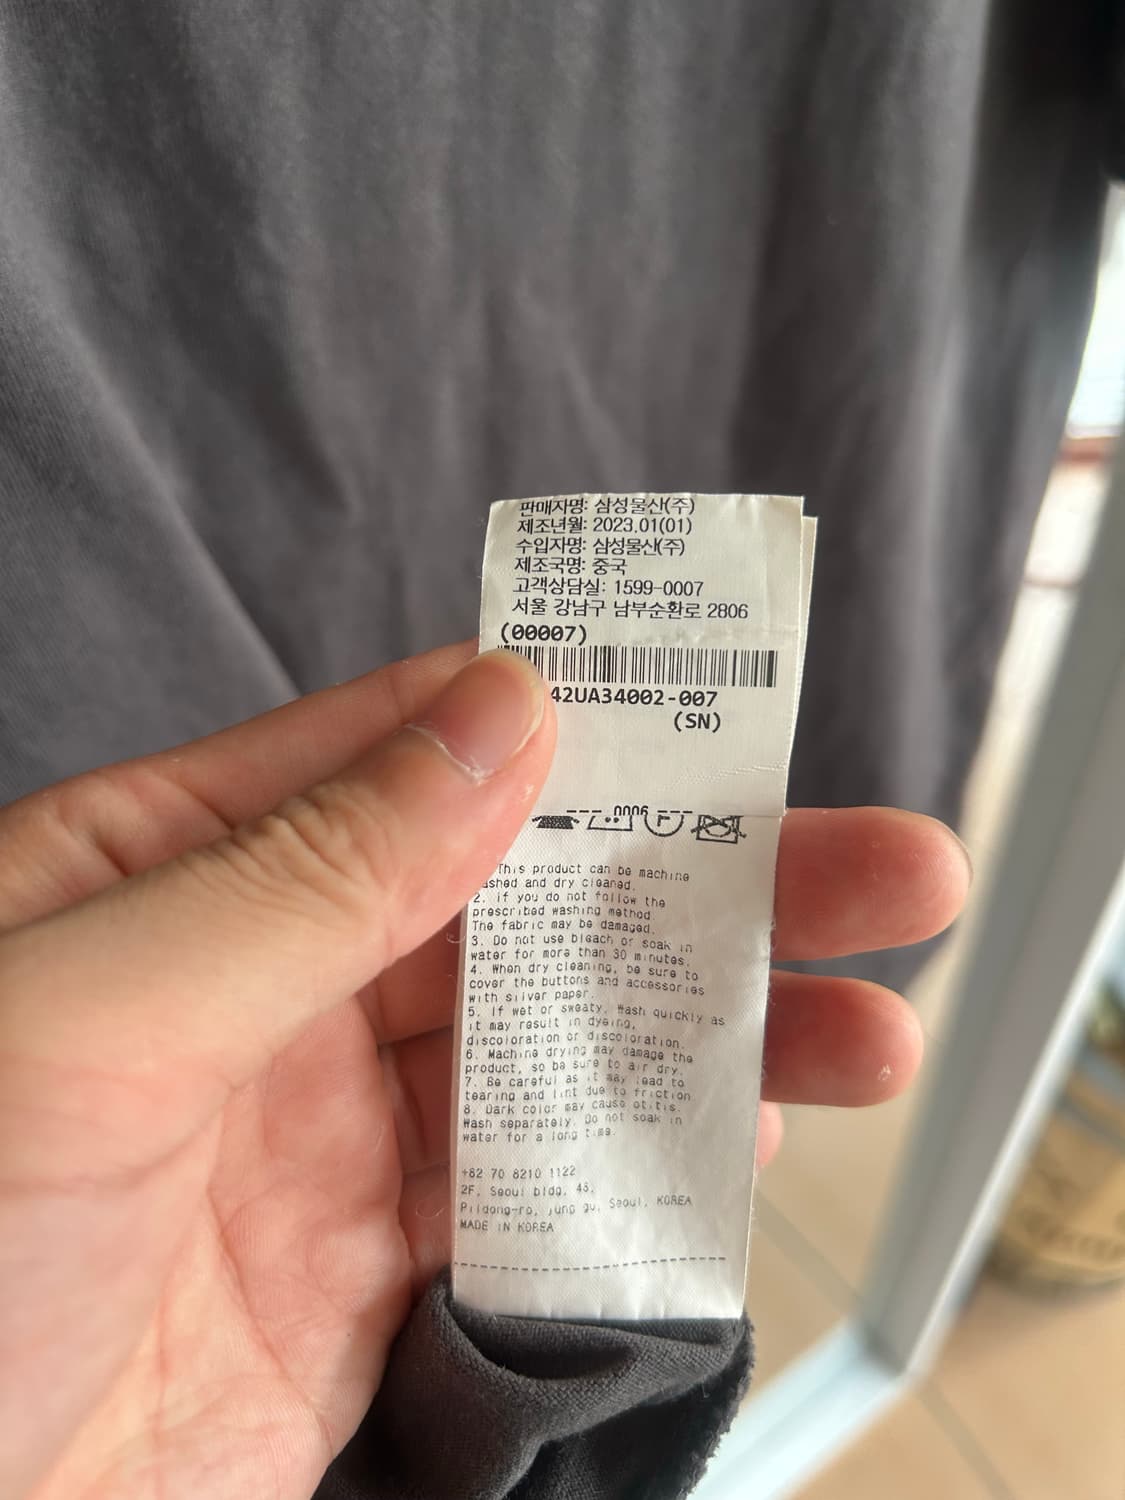 판매자명: 삼성물산(주)
제조년월: 2023.01(01)
수입자명: 삼성물산(주)
제조국명: 중국
고객상담실: 1599-0007
서울 강남구 남부순환로 2806
(00007)
42UA34002-007
(SN)
0006
F
This product can be machine
ashed and dry cleaned.
2. if you do not follow the
prescribed washing method.
The fabric may be damaged.
3. Do not use bleach or soak in
water for more than 30 minutes.
4. When dry cleaning, be sure to
cover the buttons and accessories
with silver paper.
5. If wet or sweaty. Wash quickly as
it may result in dyeing,
discoloration or discoloration.
6. Machine drying may damage the
product, so be sure to air dry.
7. Be careful as it may lead to
tearing and lint due to friction
8. Dark color may cause otitis.
Wash separately. Do not soak in
water for a long time.
+82 70 8210 1122
2F, Seoul bldg, 48,
Pildong-ro, jung gu, Seoul, KOREA
MADE IN KOREA